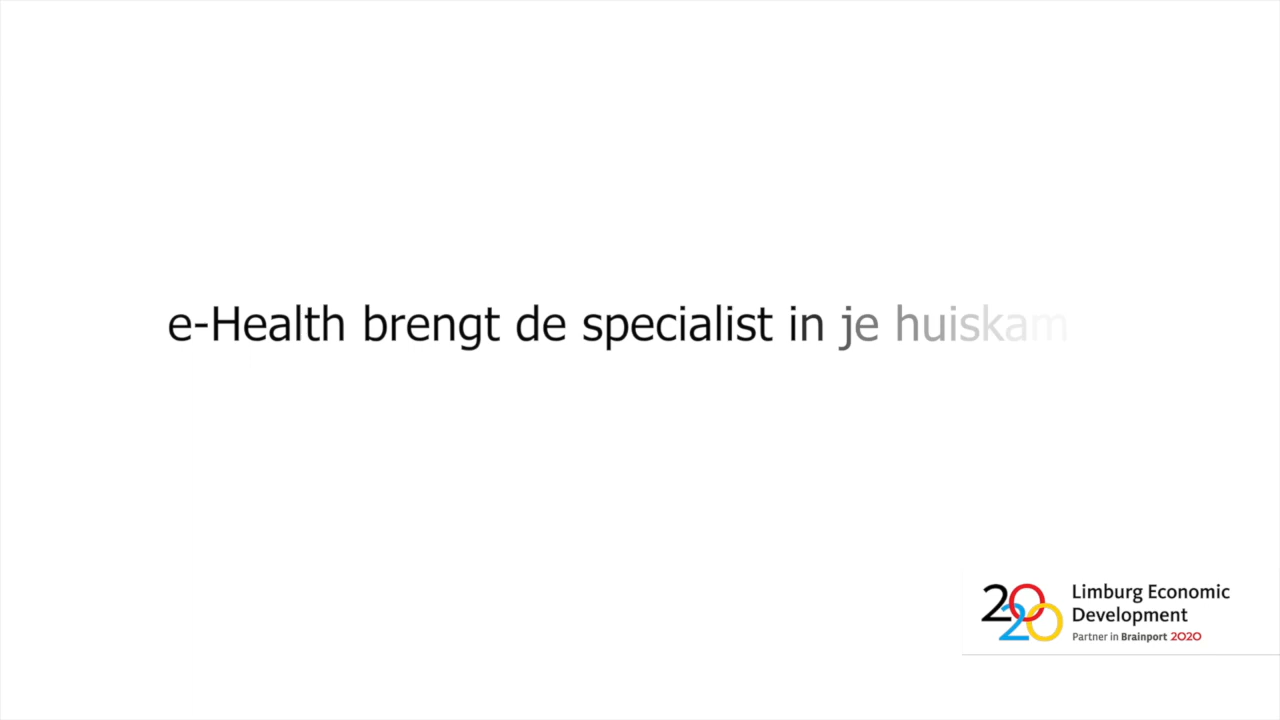 e-Health brengt de specialist in je huiskam
2020
Limburg Economic
Development
Partner in Brainport 2020